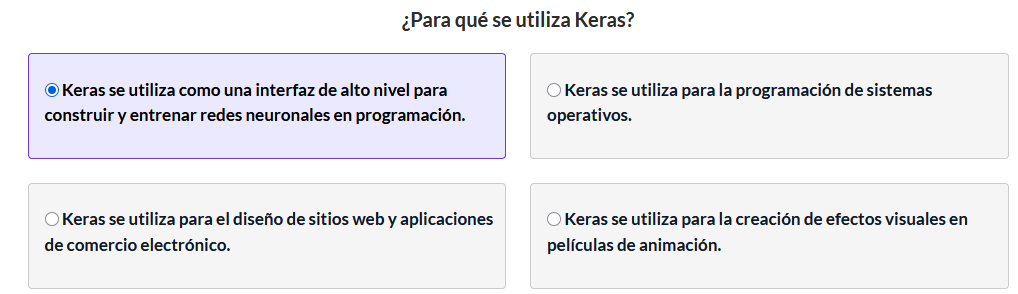 ¿Para qué se utiliza Keras?
Keras se utiliza como una interfaz de alto nivel para
construir y entrenar redes neuronales en programación.
Keras se utiliza para la programación de sistemas
operativos.
Keras se utiliza para el diseño de sitios web y aplicaciones
de comercio electrónico.
Keras se utiliza para la creación de efectos visuales en
películas de animación.